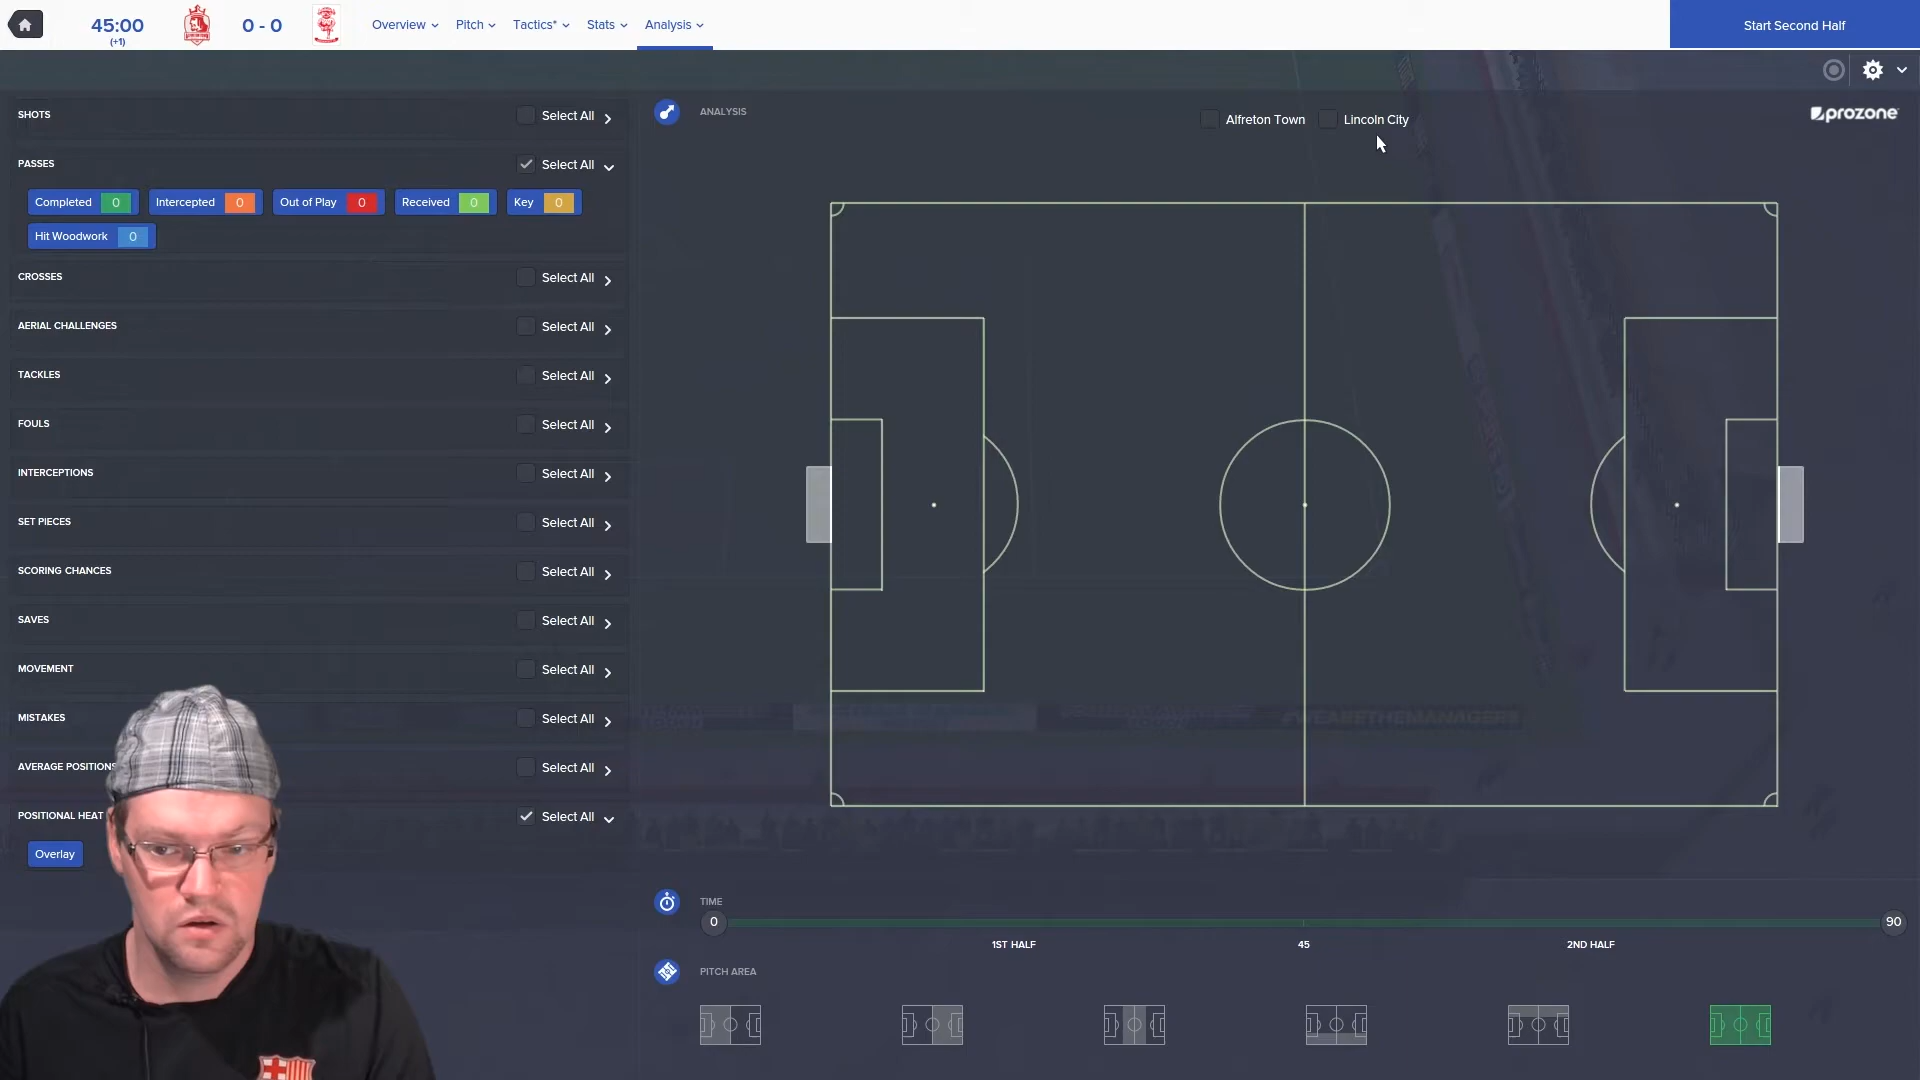 45:00
(+1)
0 - 0
Overview
Pitch
Tactics*
Stats
Analysis
Start Second Half
SHOTS
Select All
PASSES
Select All
Completed 0
Intercepted 0
Out of Play 0
Received 0
Key 0
Hit Woodwork 0
CROSSES
Select All
AERIAL CHALLENGES
Select All
TACKLES
Select All
FOULS
Select All
INTERCEPTIONS
Select All
SET PIECES
Select All
SCORING CHANCES
Select All
SAVES
Select All
MOVEMENT
Select All
MISTAKES
Select All
AVERAGE POSITIONS
Select All
POSITIONAL HEAT
Select All
Overlay
ANALYSIS
Alfreton Town
Lincoln City
prozone
#WEARETHEMANAGERS
TIME
0
90
1ST HALF
45
2ND HALF
PITCH AREA